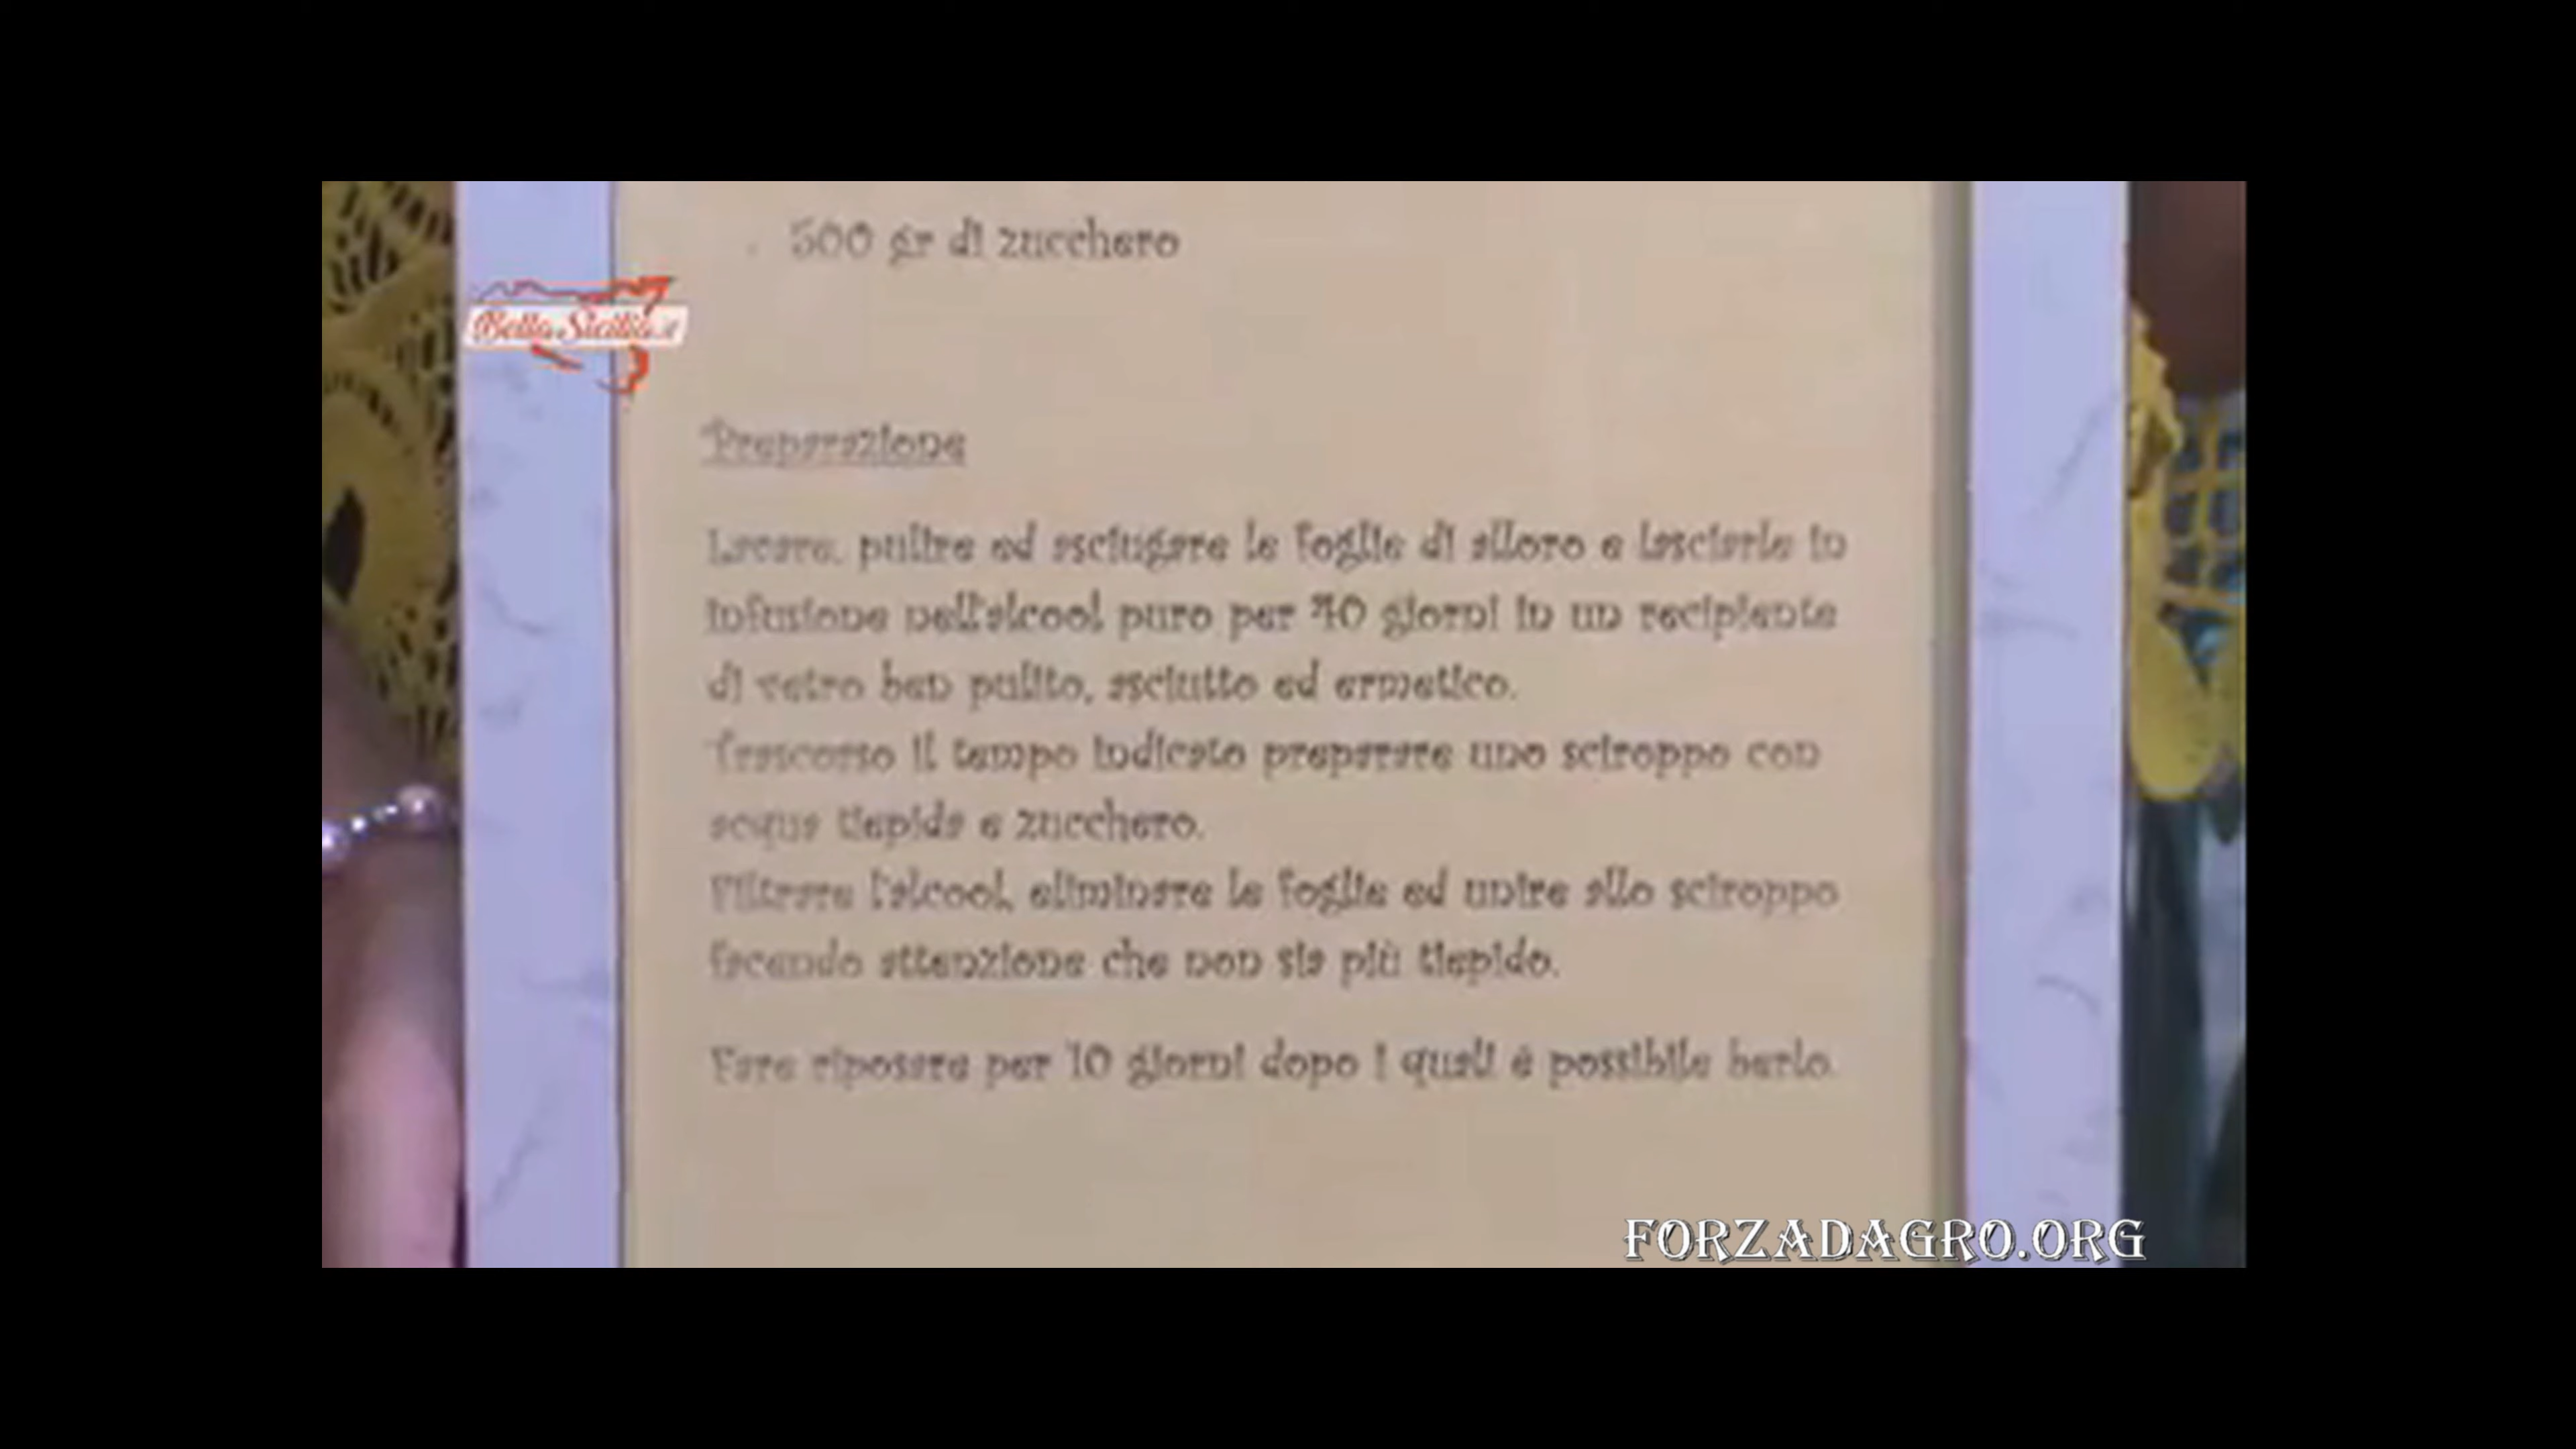 500 gr di zucchero
Bella Sicilia.it
Preparazione
Lavare, pulire ed asciugare le foglie di alloro e lasciarle in
infusione nell'alcool puro per 40 giorni in un recipiente
di vetro ben pulito, asciutto ed ermetico.
Trascorso il tempo indicato preparare uno sciroppo con
acqua tiepida e zucchero.
Filtrare l'alcool, eliminare le foglie ed unire allo sciroppo
facendo attenzione che non sia più tiepido.
Fare riposare per 10 giorni dopo i quali è possibile berlo.
FORZADAGRO.ORG